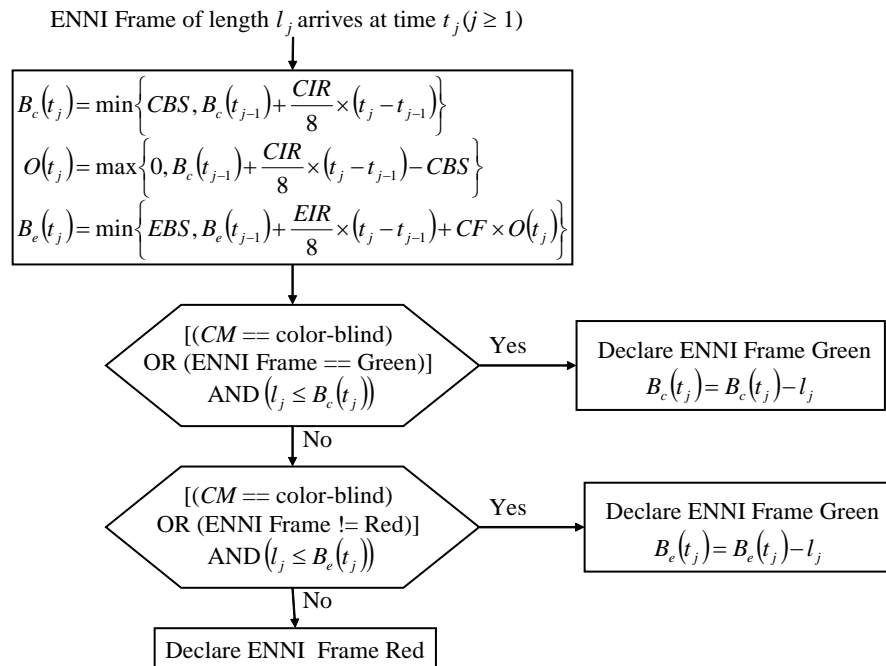 ENNI Frame of length l_j arrives at time t_j (j ≥ 1)
B_c(t_j) = min{CBS, B_c(t_{j-1}) + CIR/8 × (t_j − t_{j-1})}
O(t_j) = max{0, B_c(t_{j-1}) + CIR/8 × (t_j − t_{j-1}) − CBS}
B_e(t_j) = min{EBS, B_e(t_{j-1}) + EIR/8 × (t_j − t_{j-1}) + CF × O(t_j)}
[(CM == color-blind)
OR (ENNI Frame == Green)]
AND (l_j ≤ B_c(t_j))
Yes
Declare ENNI Frame Green
B_c(t_j) = B_c(t_j) − l_j
No
[(CM == color-blind)
OR (ENNI Frame != Red)]
AND (l_j ≤ B_e(t_j))
Yes
Declare ENNI Frame Green
B_e(t_j) = B_e(t_j) − l_j
No
Declare ENNI Frame Red